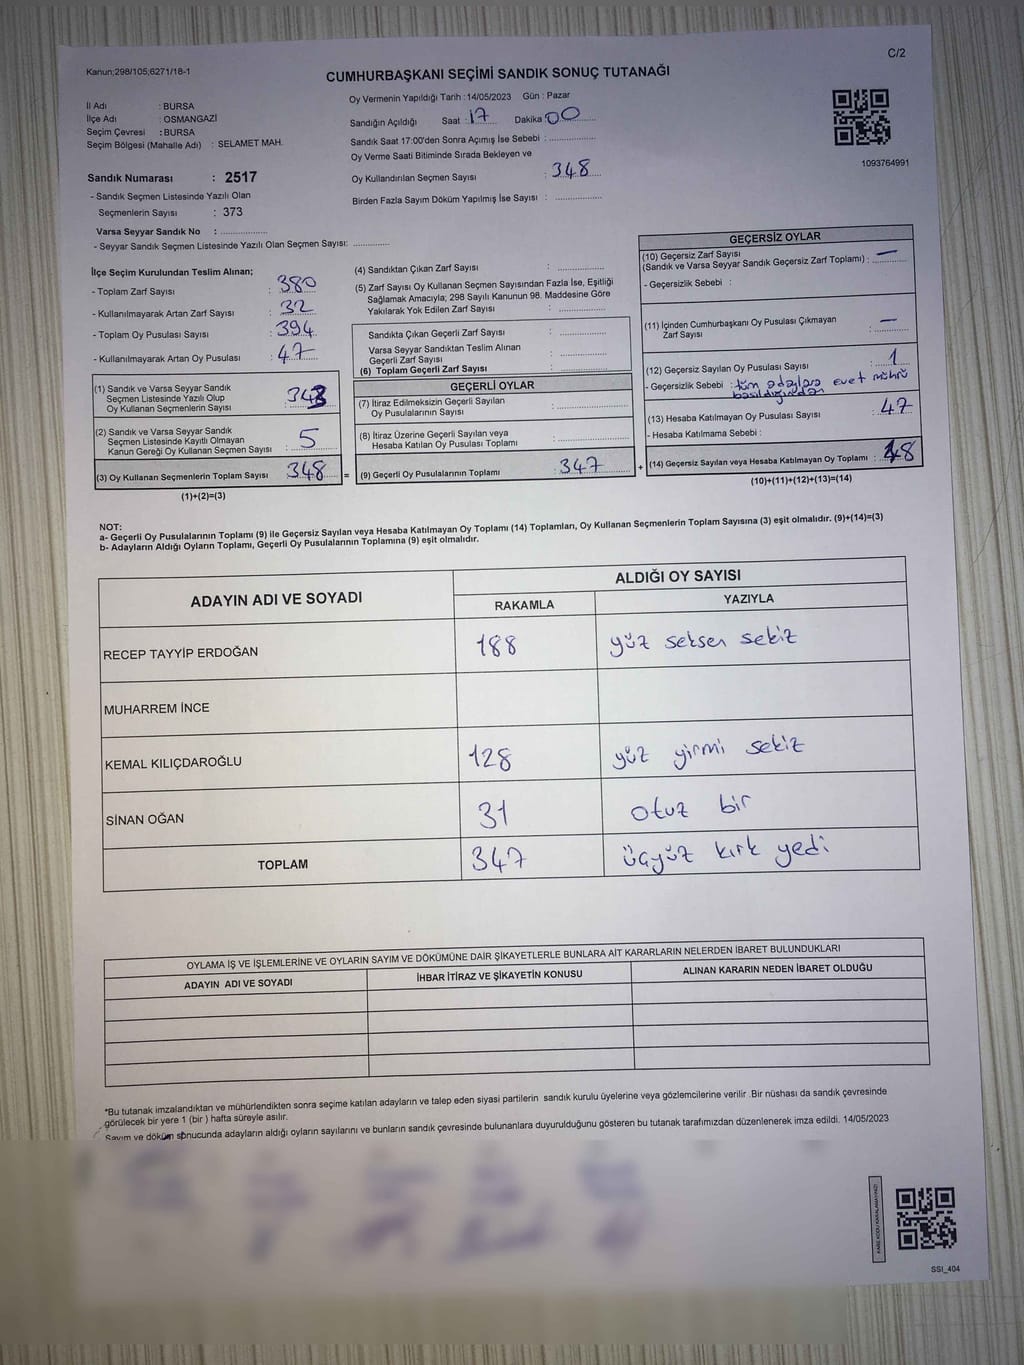 C/2
Kanun;298/105;6271/18-1
CUMHURBAŞKANI SEÇİMİ SANDIK SONUÇ TUTANAĞI
İl Adı : BURSA
İlçe Adı : OSMANGAZİ
Seçim Çevresi : BURSA
Seçim Bölgesi (Mahalle Adı) : SELAMET MAH.
Sandık Numarası : 2517
- Sandık Seçmen Listesinde Yazılı Olan
Seçmenlerin Sayısı : 373
Varsa Seyyar Sandık No : ..................
- Seyyar Sandık Seçmen Listesinde Yazılı Olan Seçmen Sayısı: ............
Oy Vermenin Yapıldığı Tarih : 14/05/2023 Gün : Pazar
Sandığın Açıldığı Saat : 17 Dakika 00
Sandık Saat 17:00'den Sonra Açımış İse Sebebi : ..................
Oy Verme Saati Bitiminde Sırada Bekleyen ve
Oy Kullandırılan Seçmen Sayısı : 348
Birden Fazla Sayım Döküm Yapılmış İse Sayısı : ..................
1093764991
İlçe Seçim Kurulundan Teslim Alınan;
- Toplam Zarf Sayısı : 380
- Kullanılmayarak Artan Zarf Sayısı : 32
- Toplam Oy Pusulası Sayısı : 394
- Kullanılmayarak Artan Oy Pusulası : 47
(1) Sandık ve Varsa Seyyar Sandık
Seçmen Listesinde Yazılı Olup
Oy Kullanan Seçmenlerin Sayısı : 343
(2) Sandık ve Varsa Seyyar Sandık
Seçmen Listesinde Kayıtlı Olmayan
Kanun Gereği Oy Kullanan Seçmen Sayısı : 5
(3) Oy Kullanan Seçmenlerin Toplam Sayısı : 348 =
(1)+(2)=(3)
(4) Sandıktan Çıkan Zarf Sayısı : ..................
(5) Zarf Sayısı Oy Kullanan Seçmen Sayısından Fazla İse, Eşitliği
Sağlamak Amacıyla; 298 Sayılı Kanunun 98. Maddesine Göre
Yakılarak Yok Edilen Zarf Sayısı : ..................
Sandıkta Çıkan Geçerli Zarf Sayısı : ..................
Varsa Seyyar Sandıktan Teslim Alınan
Geçerli Zarf Sayısı : ..................
(6) Toplam Geçerli Zarf Sayısı : ..................
GEÇERLİ OYLAR
(7) İtiraz Edilmeksizin Geçerli Sayılan
Oy Pusulalarının Sayısı : ..................
(8) İtiraz Üzerine Geçerli Sayılan veya
Hesaba Katılan Oy Pusulası Toplamı : ..................
(9) Geçerli Oy Pusulalarının Toplamı : 347 +
GEÇERSİZ OYLAR
(10) Geçersiz Zarf Sayısı
(Sandık ve Varsa Seyyar Sandık Geçersiz Zarf Toplamı) : —
- Geçersizlik Sebebi :
(11) İçinden Cumhurbaşkanı Oy Pusulası Çıkmayan
Zarf Sayısı : —
(12) Geçersiz Sayılan Oy Pusulası Sayısı : 1
- Geçersizlik Sebebi : tüm adaylara evet mührü
basıldığından
(13) Hesaba Katılmayan Oy Pusulası Sayısı : 47
- Hesaba Katılmama Sebebi :
(14) Geçersiz Sayılan veya Hesaba Katılmayan Oy Toplamı : 48
(10)+(11)+(12)+(13)=(14)
NOT:
a- Geçerli Oy Pusulalarının Toplamı (9) ile Geçersiz Sayılan veya Hesaba Katılmayan Oy Toplamı (14) Toplamları, Oy Kullanan Seçmenlerin Toplam Sayısına (3) eşit olmalıdır. (9)+(14)=(3)
b- Adayların Aldığı Oyların Toplamı, Geçerli Oy Pusulalarının Toplamına (9) eşit olmalıdır.
ADAYIN ADI VE SOYADI
ALDIĞI OY SAYISI
RAKAMLA YAZIYLA
RECEP TAYYİP ERDOĞAN 188 yüz seksen sekiz
MUHARREM İNCE
KEMAL KILIÇDAROĞLU 128 yüz yirmi sekiz
SİNAN OĞAN 31 otuz bir
TOPLAM 347 üçyüz kırk yedi
OYLAMA İŞ VE İŞLEMLERİNE VE OYLARIN SAYIM VE DÖKÜMÜNE DAİR ŞİKAYETLERLE BUNLARA AİT KARARLARIN NELERDEN İBARET BULUNDUKLARI
ADAYIN ADI VE SOYADI İHBAR İTİRAZ VE ŞİKAYETİN KONUSU ALINAN KARARIN NEDEN İBARET OLDUĞU
*Bu tutanak imzalandıktan ve mühürlendikten sonra seçime katılan adayların ve talep eden siyasi partilerin sandık kurulu üyelerine veya gözlemcilerine verilir .Bir nüshası da sandık çevresinde
görülecek bir yere 1 (bir ) hafta süreyle asılır.
Sayım ve döküm sonucunda adayların aldığı oyların sayılarını ve bunların sandık çevresinde bulunanlara duyurulduğunu gösteren bu tutanak tarafımızdan düzenlenerek imza edildi. 14/05/2023
SSI_404